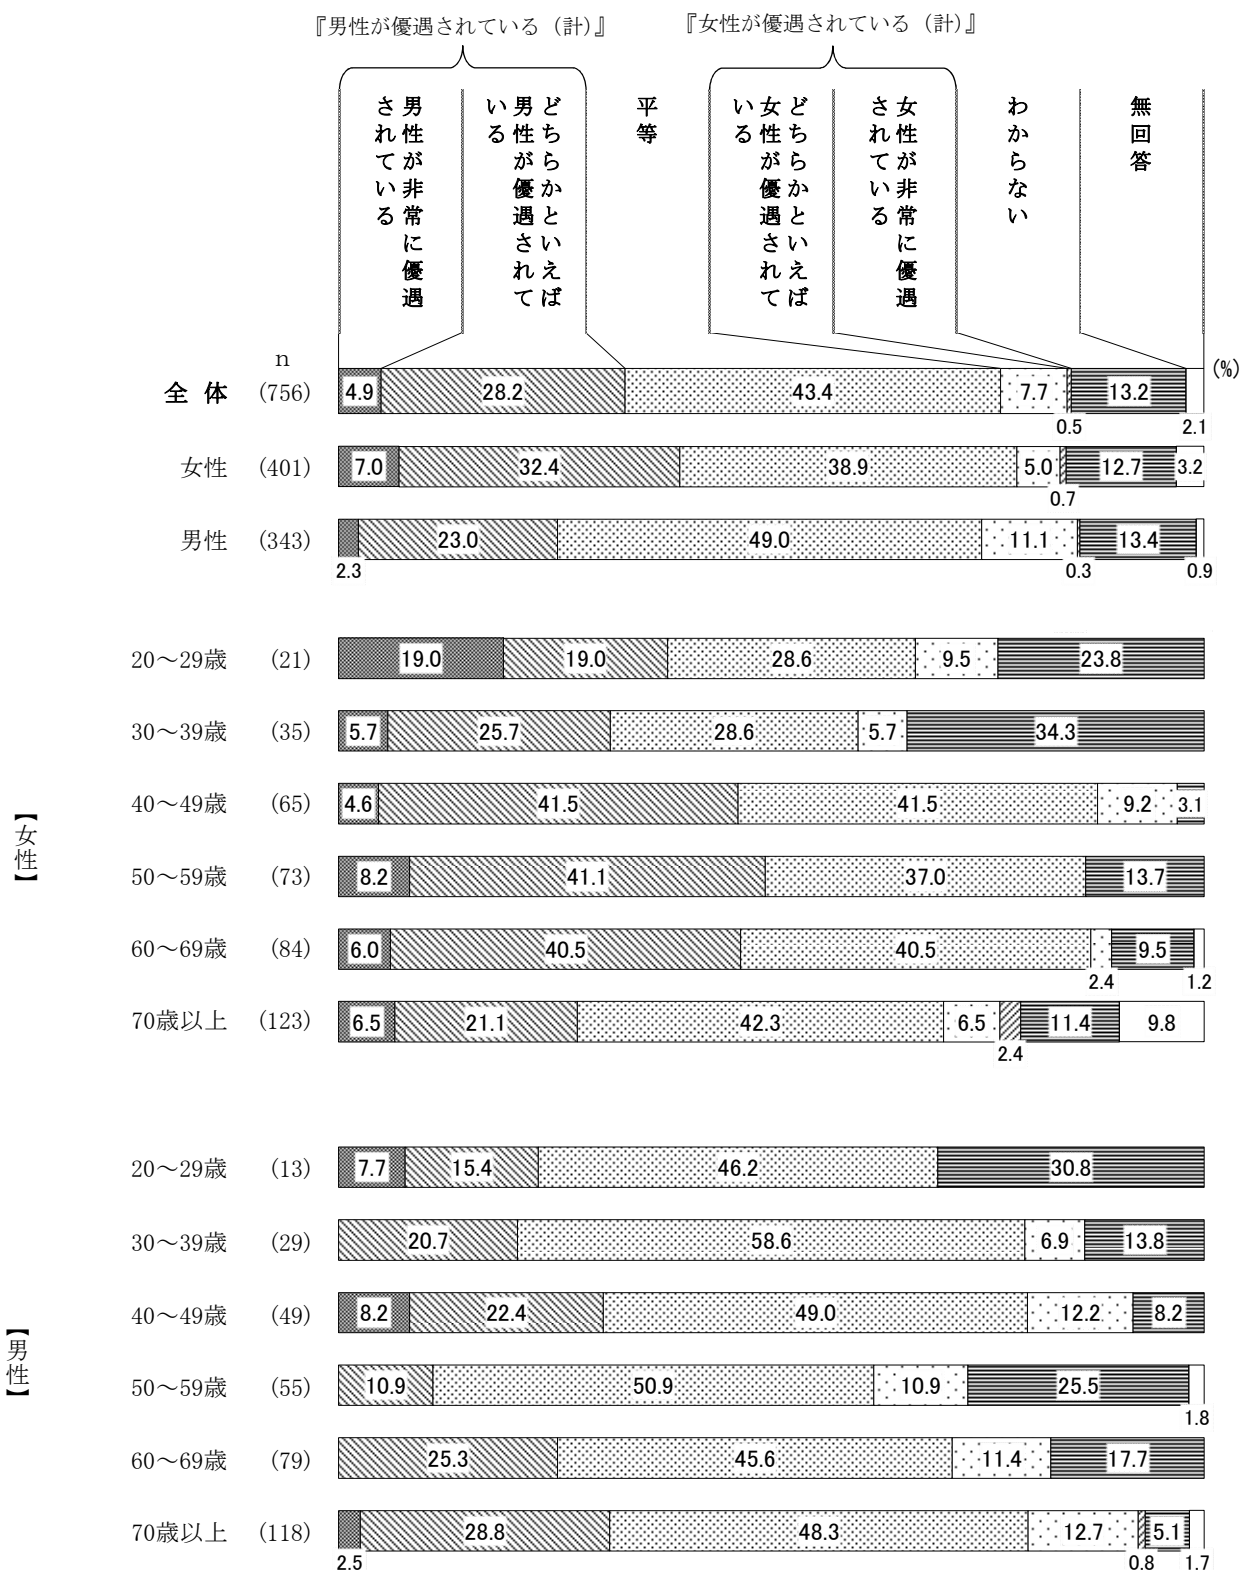 『男性が優遇されている（計）』 『女性が優遇されている（計）』
男性が非常に優遇
されている
どちらかといえば
男性が優遇されて
いる
平等
どちらかといえば
女性が優遇されて
いる
女性が非常に優遇
されている
わからない
無回答
n
(%)
全 体 (756) 4.9 28.2 43.4 7.7 13.2
0.5 2.1
女性 (401) 7.0 32.4 38.9 5.0 12.7 3.2
0.7
男性 (343) 23.0 49.0 11.1 13.4
2.3 0.3 0.9
【女性】
20～29歳 (21) 19.0 19.0 28.6 9.5 23.8
30～39歳 (35) 5.7 25.7 28.6 5.7 34.3
40～49歳 (65) 4.6 41.5 41.5 9.2 3.1
50～59歳 (73) 8.2 41.1 37.0 13.7
60～69歳 (84) 6.0 40.5 40.5 9.5
2.4 1.2
70歳以上 (123) 6.5 21.1 42.3 6.5 11.4 9.8
2.4
【男性】
20～29歳 (13) 7.7 15.4 46.2 30.8
30～39歳 (29) 20.7 58.6 6.9 13.8
40～49歳 (49) 8.2 22.4 49.0 12.2 8.2
50～59歳 (55) 10.9 50.9 10.9 25.5
1.8
60～69歳 (79) 25.3 45.6 11.4 17.7
70歳以上 (118) 28.8 48.3 12.7 5.1
2.5 0.8 1.7